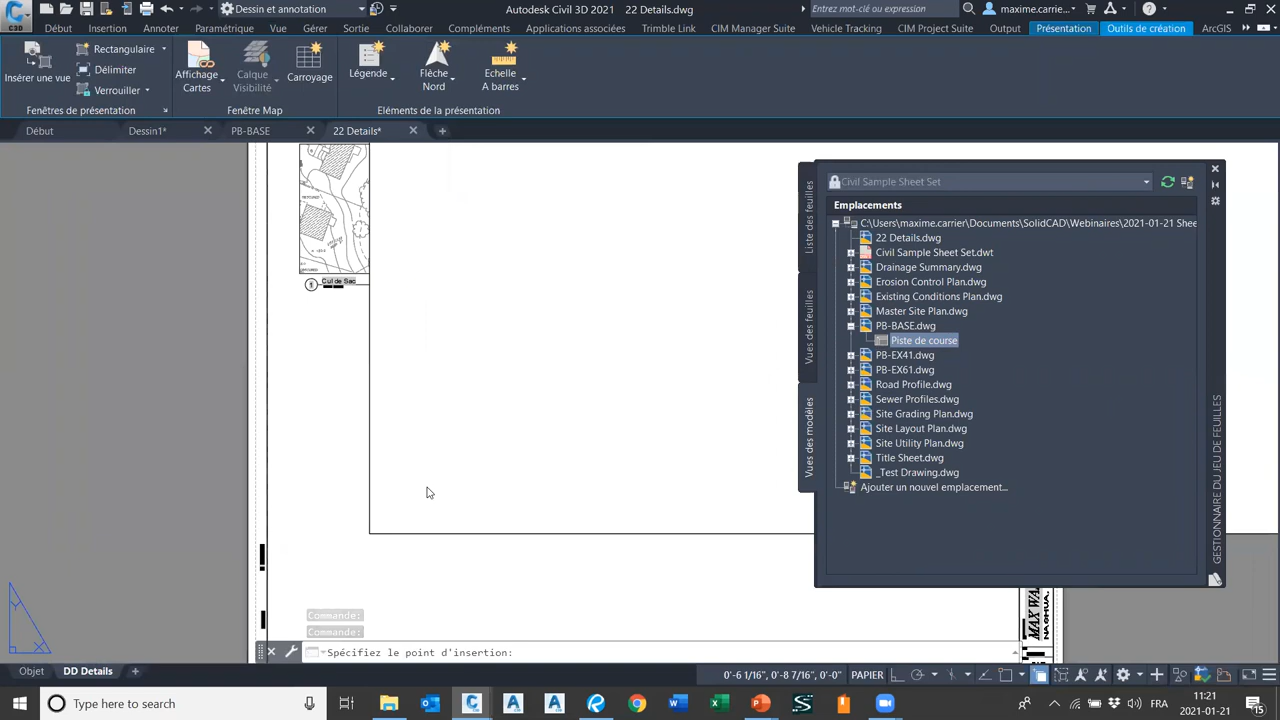 Dessin et annotation
Autodesk Civil 3D 2021 22 Details.dwg
Entrez mot-clé ou expression
maxime.carrier...
C3D
Début Insertion Annoter Paramétrique Vue Gérer Sortie Collaborer Compléments Applications associées Trimble Link CIM Manager Suite Vehicle Tracking CIM Project Suite Output Présentation Outils de création ArcGIS
Insérer une vue
Rectangulaire
Délimiter
Verrouiller
Affichage
Cartes
Calque
Visibilité
Carroyage
Légende
Flèche
Nord
Echelle
A barres
Fenêtres de présentation
Fenêtre Map
Eléments de la présentation
Début
Dessin1*
PB-BASE
22 Details*
Cul de Sac
Civil Sample Sheet Set
Emplacements
C:\Users\maxime.carrier\Documents\SolidCAD\Webinaires\2021-01-21 Shee
22 Details.dwg
Civil Sample Sheet Set.dwt
Drainage Summary.dwg
Erosion Control Plan.dwg
Existing Conditions Plan.dwg
Master Site Plan.dwg
PB-BASE.dwg
Piste de course
PB-EX41.dwg
PB-EX61.dwg
Road Profile.dwg
Sewer Profiles.dwg
Site Grading Plan.dwg
Site Layout Plan.dwg
Site Utility Plan.dwg
Title Sheet.dwg
_Test Drawing.dwg
Ajouter un nouvel emplacement...
Liste des feuilles
Vues des feuilles
Vues des modèles
GESTIONNAIRE DU JEU DE FEUILLES
MAX WA
Commande:
Commande:
Spécifiez le point d'insertion:
Objet
DD Details
0'-6 1/16", 0'-8 7/16", 0'-0"
PAPIER
Type here to search
FRA
11:21
2021-01-21
15